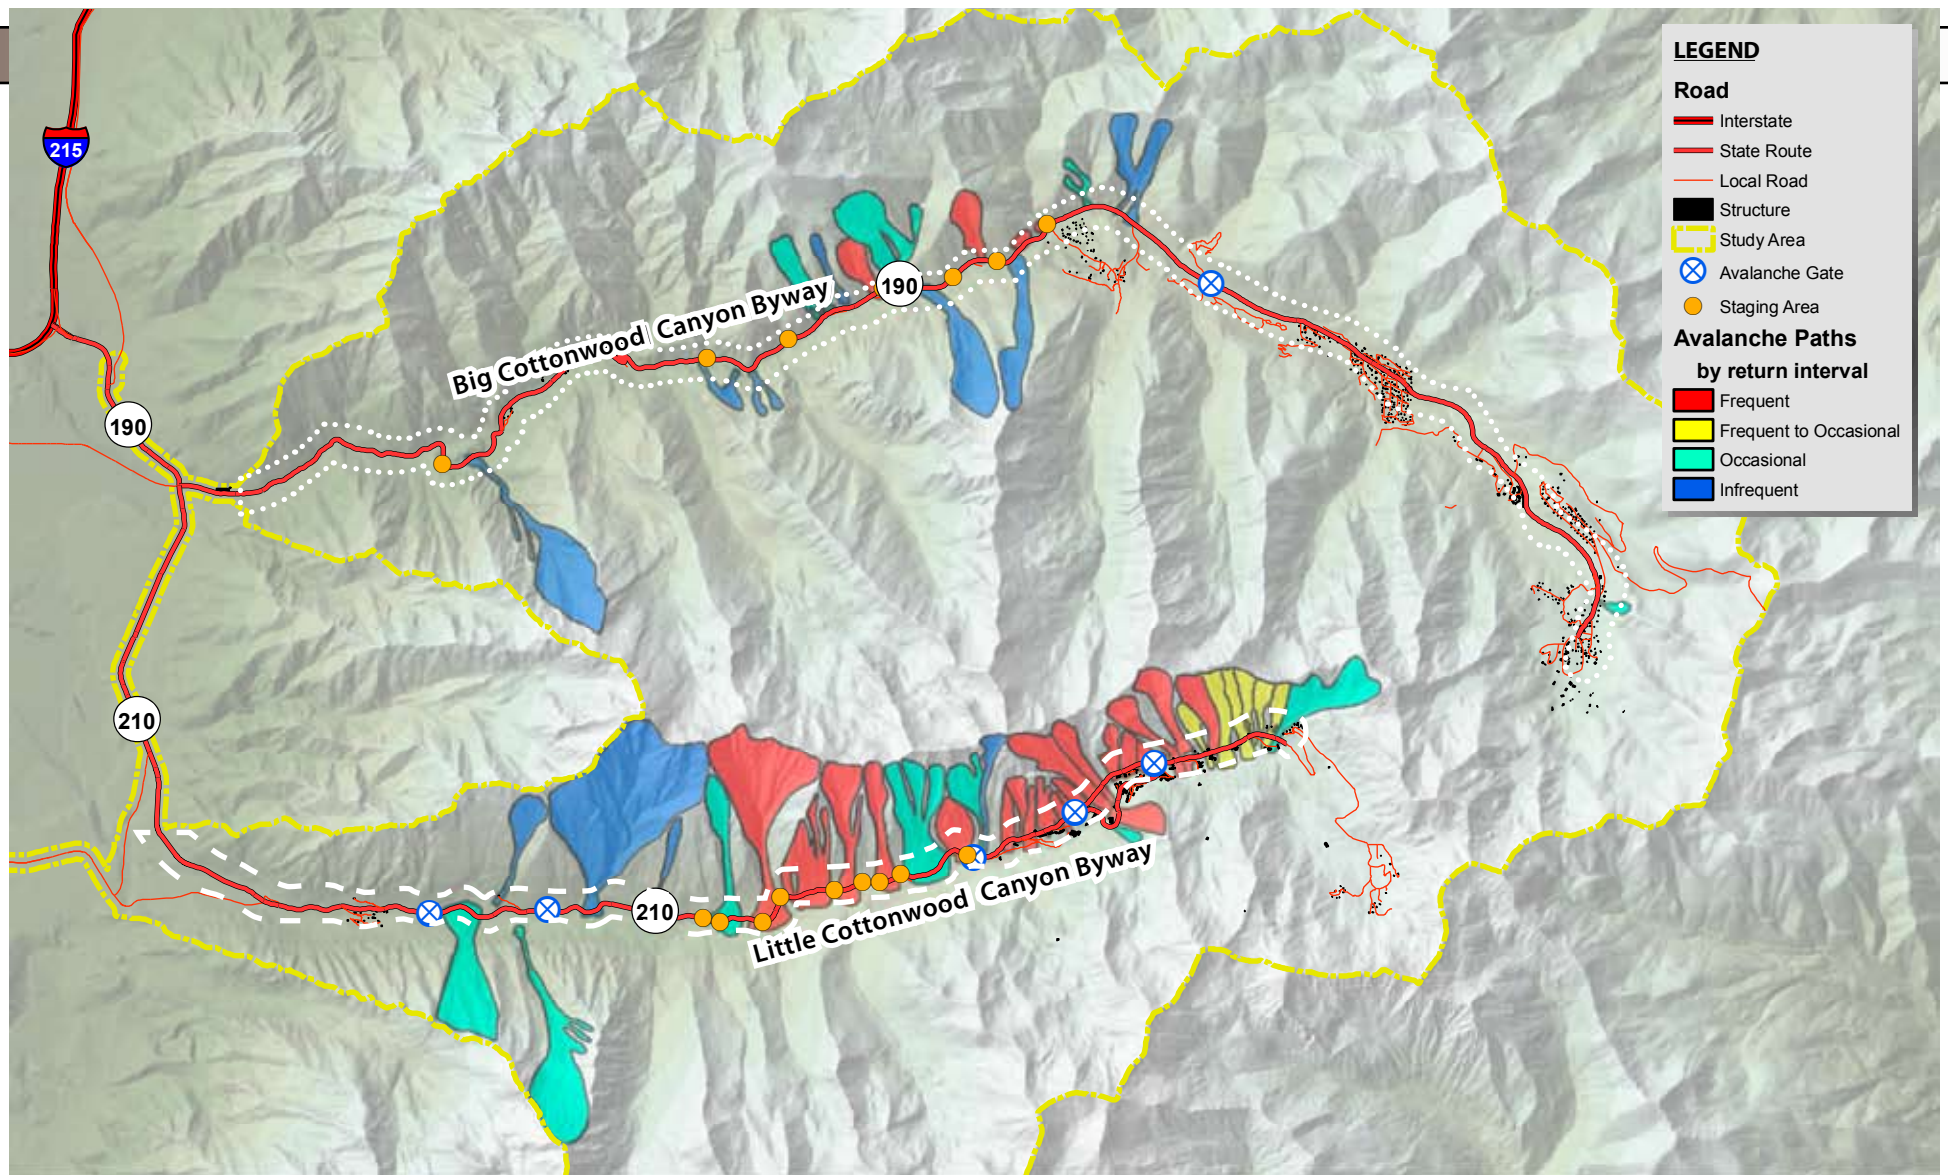 LEGEND
Road
Interstate
State Route
Local Road
Structure
Study Area
Avalanche Gate
Staging Area
Avalanche Paths
by return interval
Frequent
Frequent to Occasional
Occasional
Infrequent
215
190
Big Cottonwood Canyon Byway
190
210
210
Little Cottonwood Canyon Byway